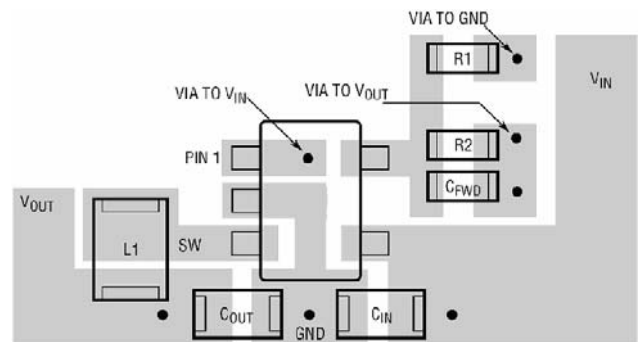 VIA TO GND
R1
VIN
VIA TO VIN
VIA TO VOUT
PIN 1
R2
CFWD
VOUT
L1
SW
COUT
GND
CIN